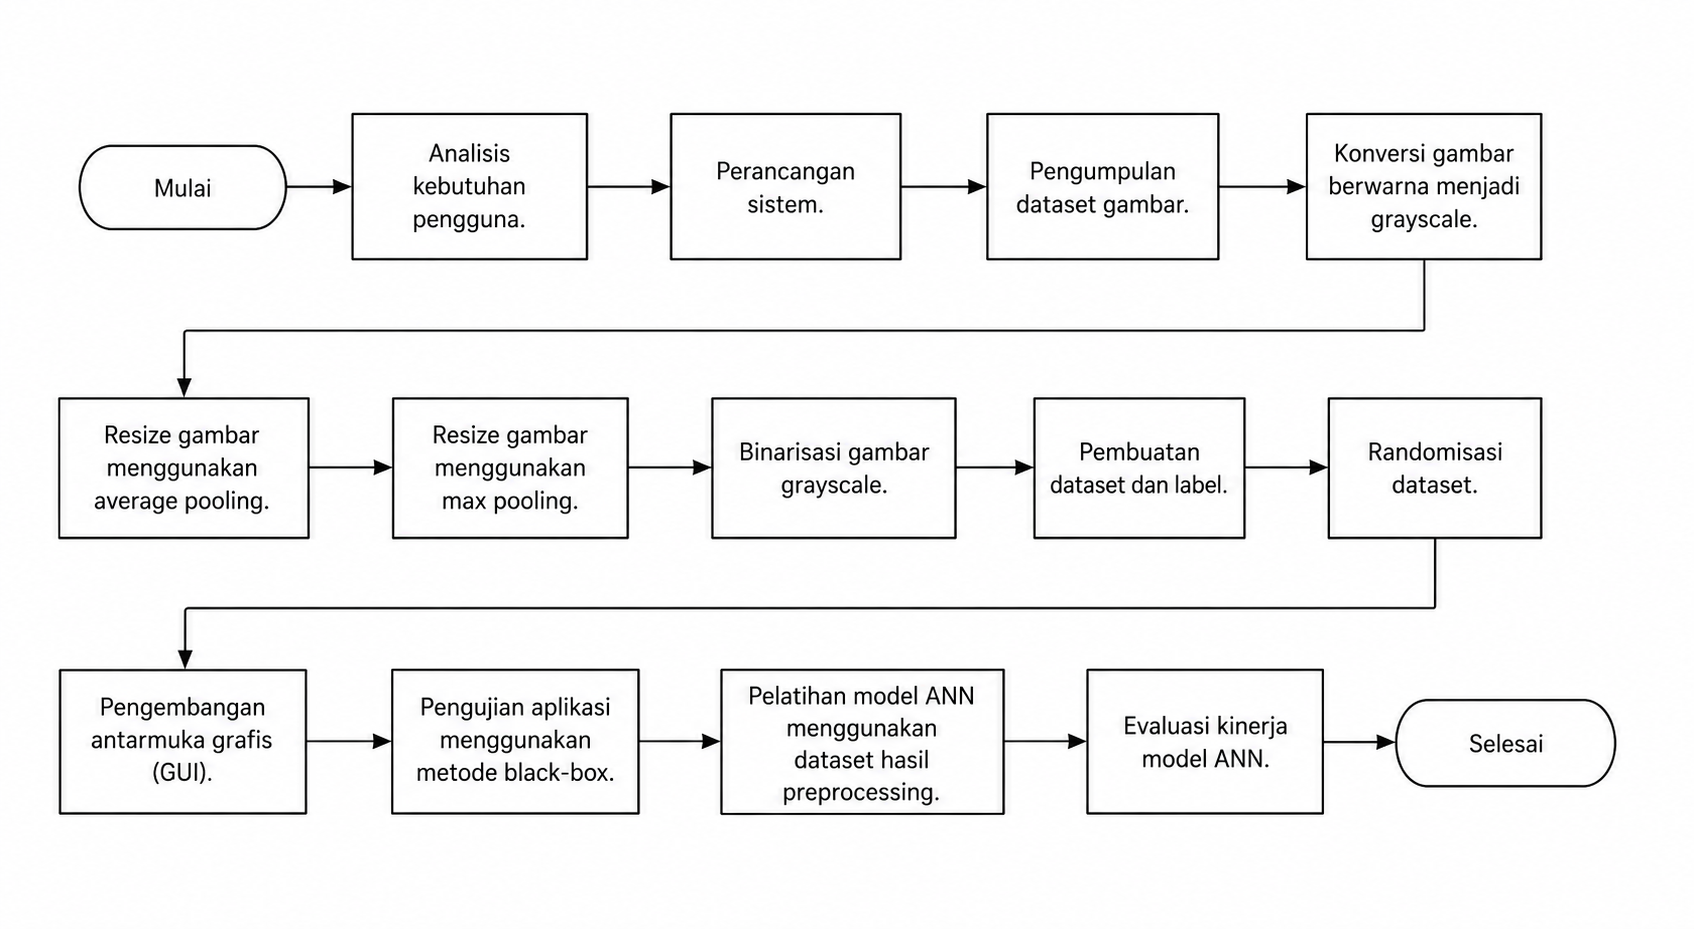 Mulai
Analisis
kebutuhan
pengguna.
Perancangan
sistem.
Pengumpulan
dataset gambar.
Konversi gambar
berwarna menjadi
grayscale.
Resize gambar
menggunakan
average pooling.
Resize gambar
menggunakan
max pooling.
Binarisasi gambar
grayscale.
Pembuatan
dataset dan label.
Randomisasi
dataset.
Pengembangan
antarmuka grafis
(GUI).
Pengujian aplikasi
menggunakan
metode black-box.
Pelatihan model ANN
menggunakan
dataset hasil
preprocessing.
Evaluasi kinerja
model ANN.
Selesai